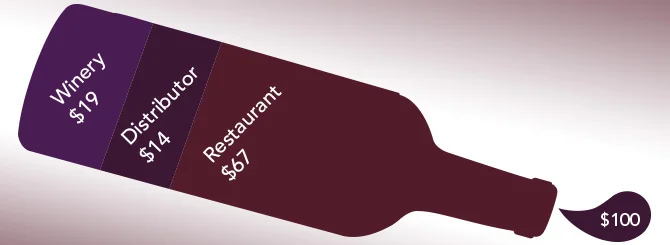 Winery
$19
Distributor
$14
Restaurant
$67
$100